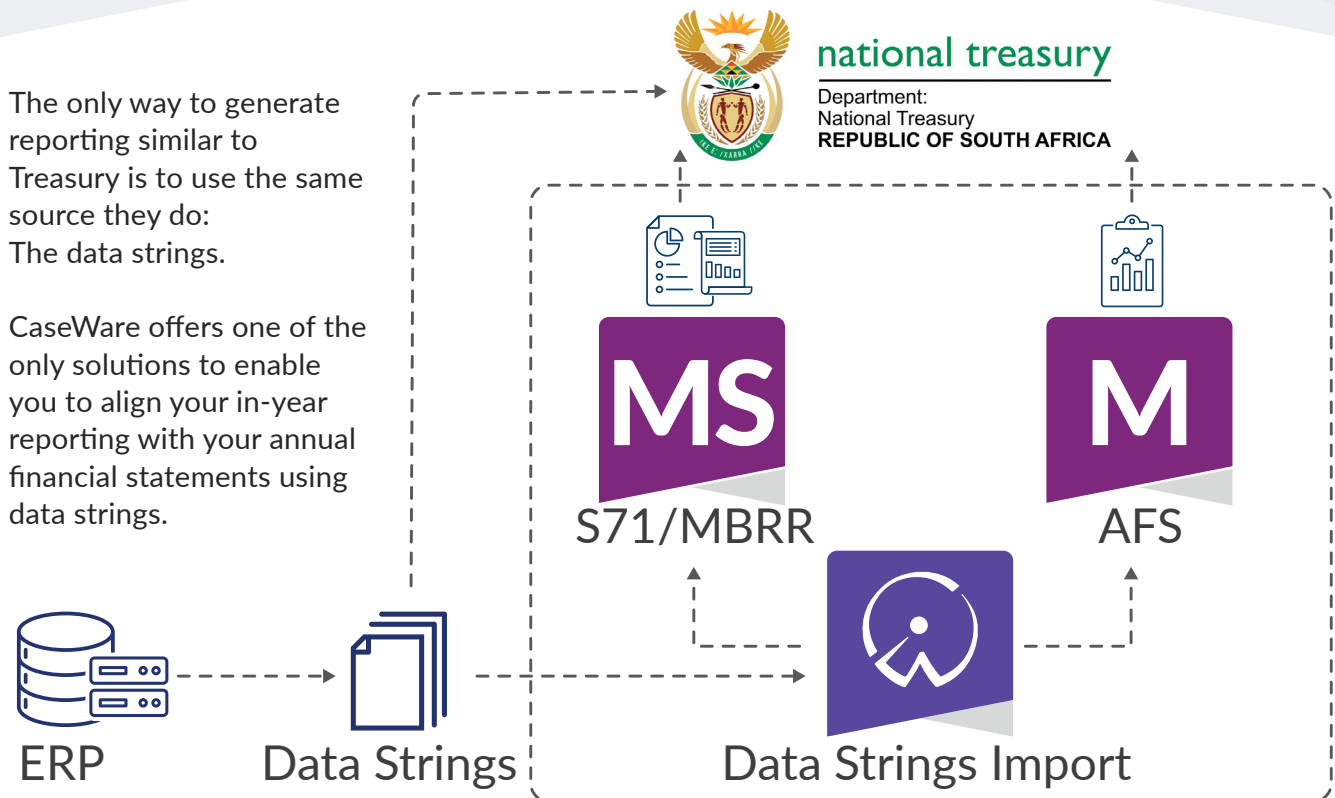 The only way to generate
reporting similar to
Treasury is to use the same
source they do:
The data strings.
CaseWare offers one of the
only solutions to enable
you to align your in-year
reporting with your annual
financial statements using
data strings.
national treasury
Department:
National Treasury
REPUBLIC OF SOUTH AFRICA
!KE E: /XARRA //KE
MS
S71/MBRR
M
AFS
ERP
Data Strings
Data Strings Import